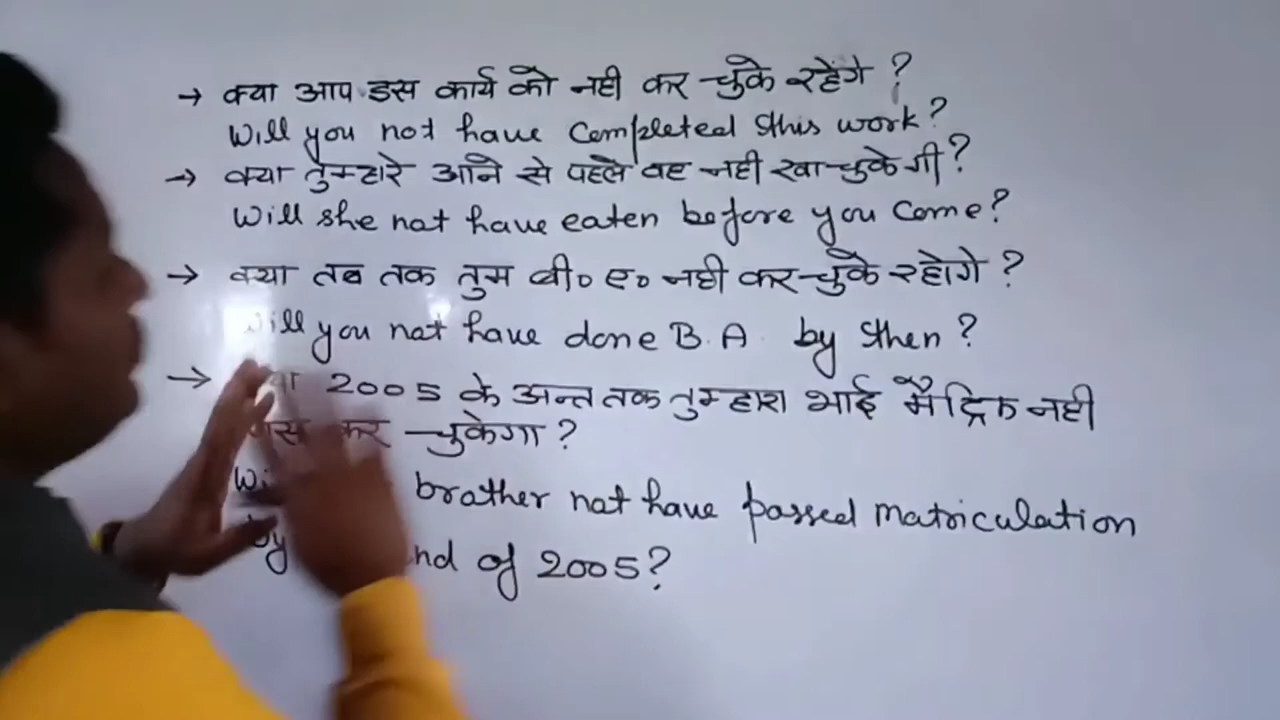 → क्या आप इस कार्य को नही कर चुके रहेंगे ?
Will you not have Completed this work?
→ क्या तुम्हारे आने से पहले वह नही खा चुकेगी?
Will she not have eaten before you Come?
→ क्या तब तक तुम बी० ए० नही कर चुके रहोगे ?
Will you not have done B.A. by then ?
→ 2005 के अन्त तक तुम्हारा भाई मैट्रिक नही
कर चुकेगा ?
brother not have passed matriculation
by of 2005?